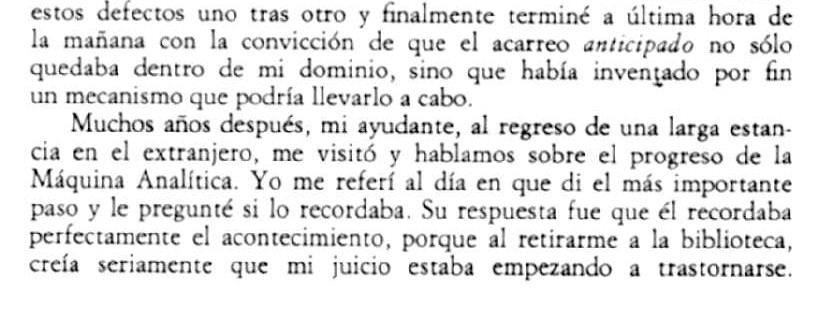 estos defectos uno tras otro y finalmente terminé a última hora de
la mañana con la convicción de que el acarreo anticipado no sólo
quedaba dentro de mi dominio, sino que había inventado por fin
un mecanismo que podría llevarlo a cabo.
Muchos años después, mi ayudante, al regreso de una larga estan-
cia en el extranjero, me visitó y hablamos sobre el progreso de la
Máquina Analítica. Yo me referí al día en que di el más importante
paso y le pregunté si lo recordaba. Su respuesta fue que él recordaba
perfectamente el acontecimiento, porque al retirarme a la biblioteca,
creía seriamente que mi juicio estaba empezando a trastornarse.